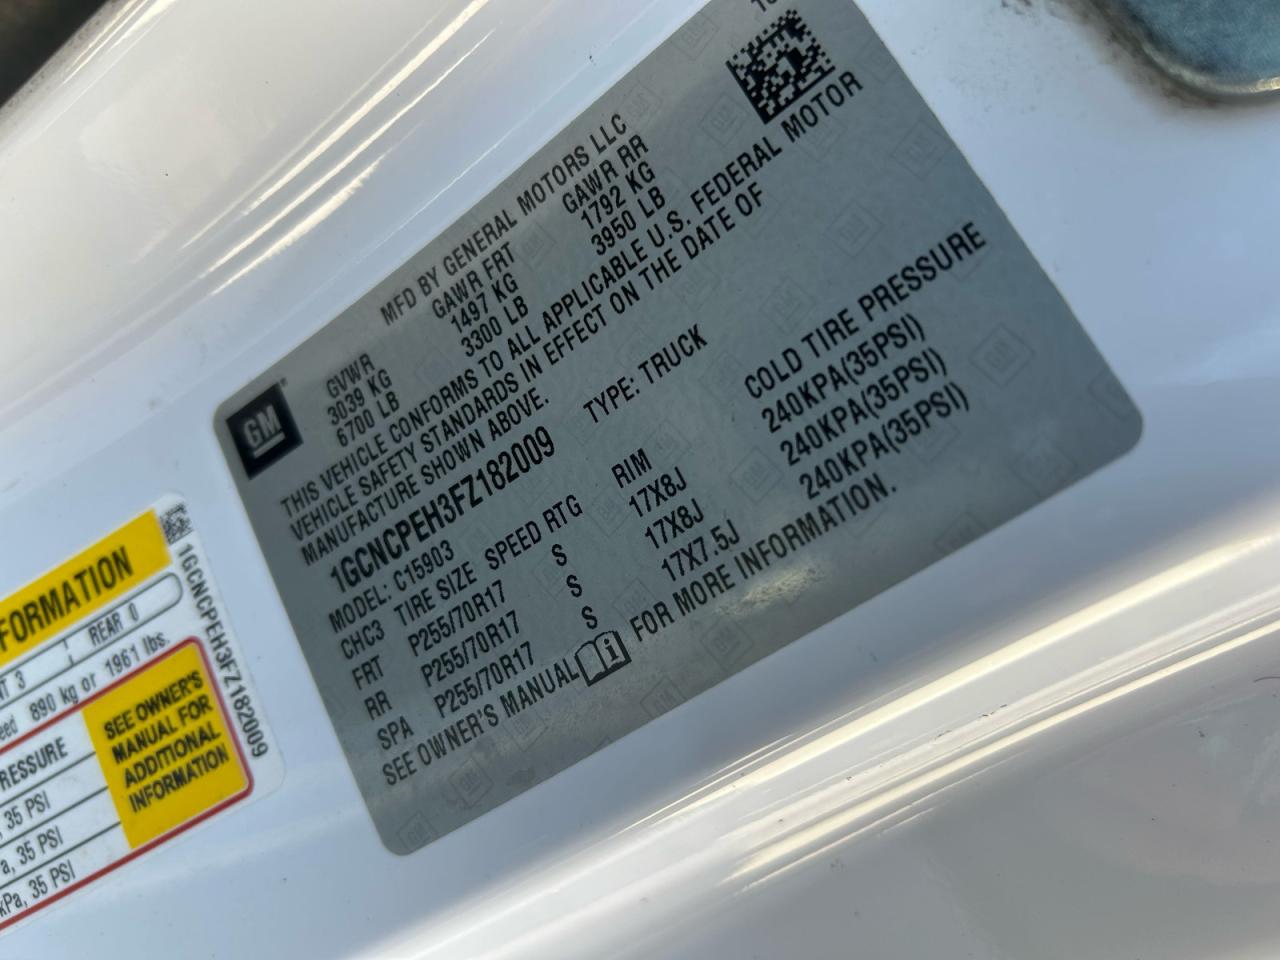 MFD BY GENERAL MOTORS LLC
GVWR GAWR FRT GAWR RR
3039 KG 1497 KG 1792 KG
6700 LB 3300 LB 3950 LB
THIS VEHICLE CONFORMS TO ALL APPLICABLE U.S. FEDERAL MOTOR
VEHICLE SAFETY STANDARDS IN EFFECT ON THE DATE OF
MANUFACTURE SHOWN ABOVE.
GM
1GCNCPEH3FZ182009 TYPE: TRUCK
MODEL: C15903
CHC3 TIRE SIZE SPEED RTG RIM COLD TIRE PRESSURE
FRT P255/70R17 S 17X8J 240KPA(35PSI)
RR P255/70R17 S 17X8J 240KPA(35PSI)
SPA P255/70R17 S 17X7.5J 240KPA(35PSI)
SEE OWNER'S MANUAL FOR MORE INFORMATION.
FORMATION
REAR 0
890 kg or 1961 lbs.
35 PSI
35 PSI
kPa, 35 PSI
SEE OWNER'S
MANUAL FOR
ADDITIONAL
INFORMATION
1GCNCPEH3FZ182009